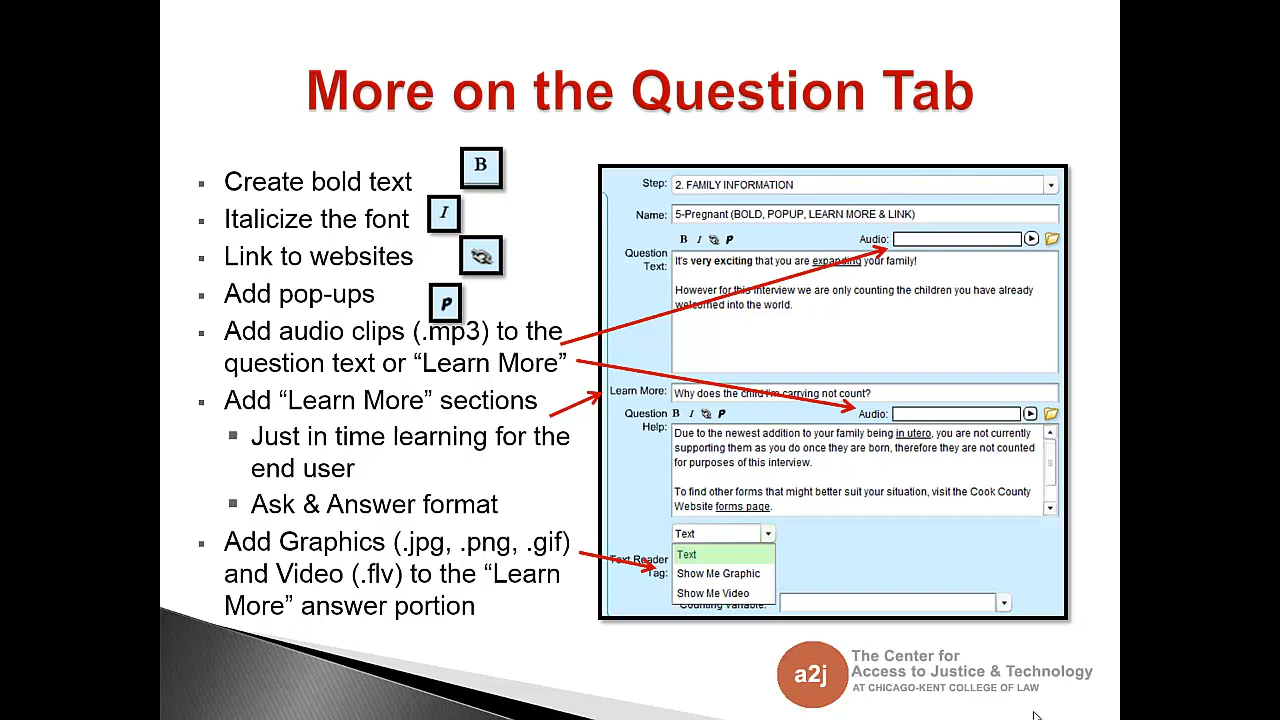 More on the Question Tab
▪ Create bold text
B
▪ Italicize the font
I
▪ Link to websites
▪ Add pop-ups
P
▪ Add audio clips (.mp3) to the
question text or “Learn More”
▪ Add “Learn More” sections
▪ Just in time learning for the
end user
▪ Ask & Answer format
▪ Add Graphics (.jpg, .png, .gif)
and Video (.flv) to the “Learn
More” answer portion
Step: 2. FAMILY INFORMATION
Name: 5-Pregnant (BOLD, POPUP, LEARN MORE & LINK)
B I P Audio:
Question
Text:
It's very exciting that you are expanding your family!
However for this interview we are only counting the children you have already
welcomed into the world.
Learn More: Why does the child I'm carrying not count?
Question
Help:
B I P Audio:
Due to the newest addition to your family being in utero, you are not currently
supporting them as you do once they are born, therefore they are not counted
for purposes of this interview.
To find other forms that might better suit your situation, visit the Cook County
Website forms page.
Text
Text Reader
Tag:
Text
Show Me Graphic
Show Me Video
Counting Variable:
a2j
The Center for
Access to Justice & Technology
AT CHICAGO-KENT COLLEGE OF LAW